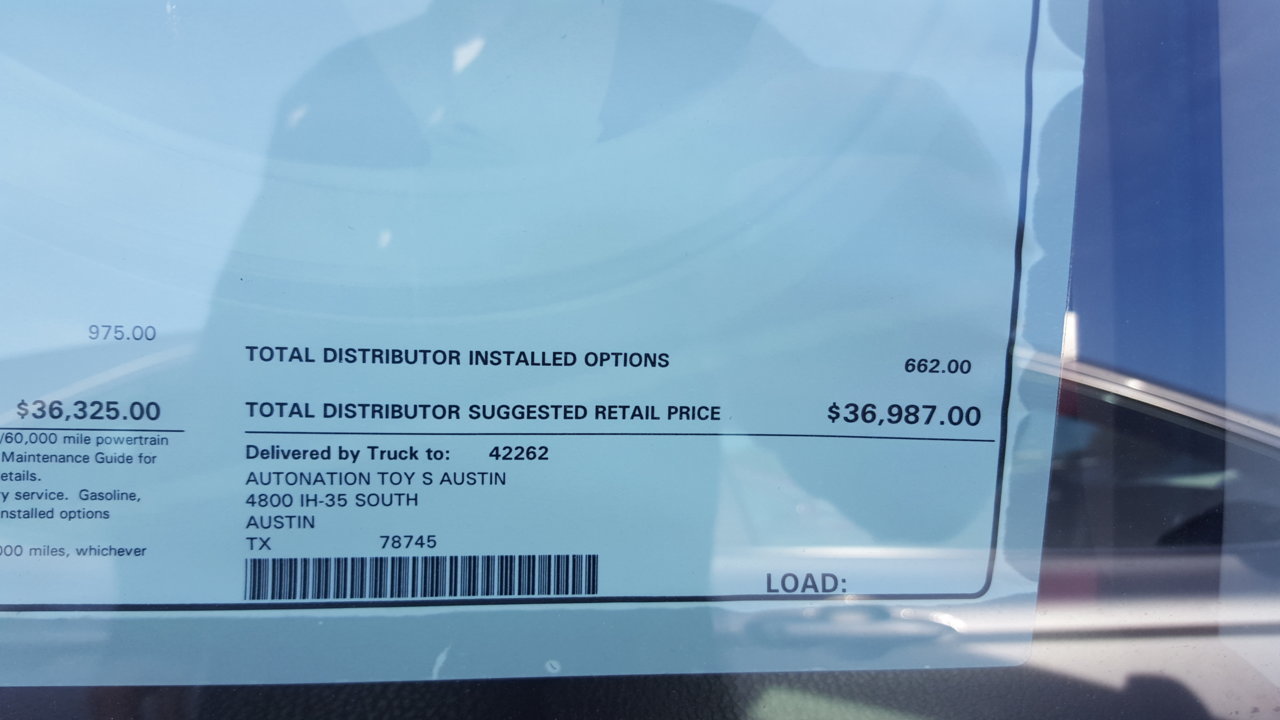 975.00
$36,325.00
/60,000 mile powertrain
Maintenance Guide for
etails.
y service. Gasoline,
nstalled options
000 miles, whichever
TOTAL DISTRIBUTOR INSTALLED OPTIONS 662.00
TOTAL DISTRIBUTOR SUGGESTED RETAIL PRICE $36,987.00
Delivered by Truck to: 42262
AUTONATION TOY S AUSTIN
4800 IH-35 SOUTH
AUSTIN
TX 78745
LOAD: